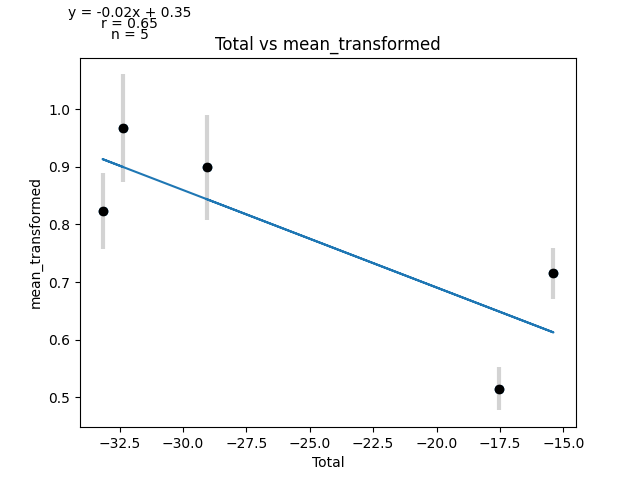 y = -0.02x + 0.35
r = 0.65
n = 5
Total vs mean_transformed
mean_transformed
1.0
0.9
0.8
0.7
0.6
0.5
−32.5 −30.0 −27.5 −25.0 −22.5 −20.0 −17.5 −15.0
Total